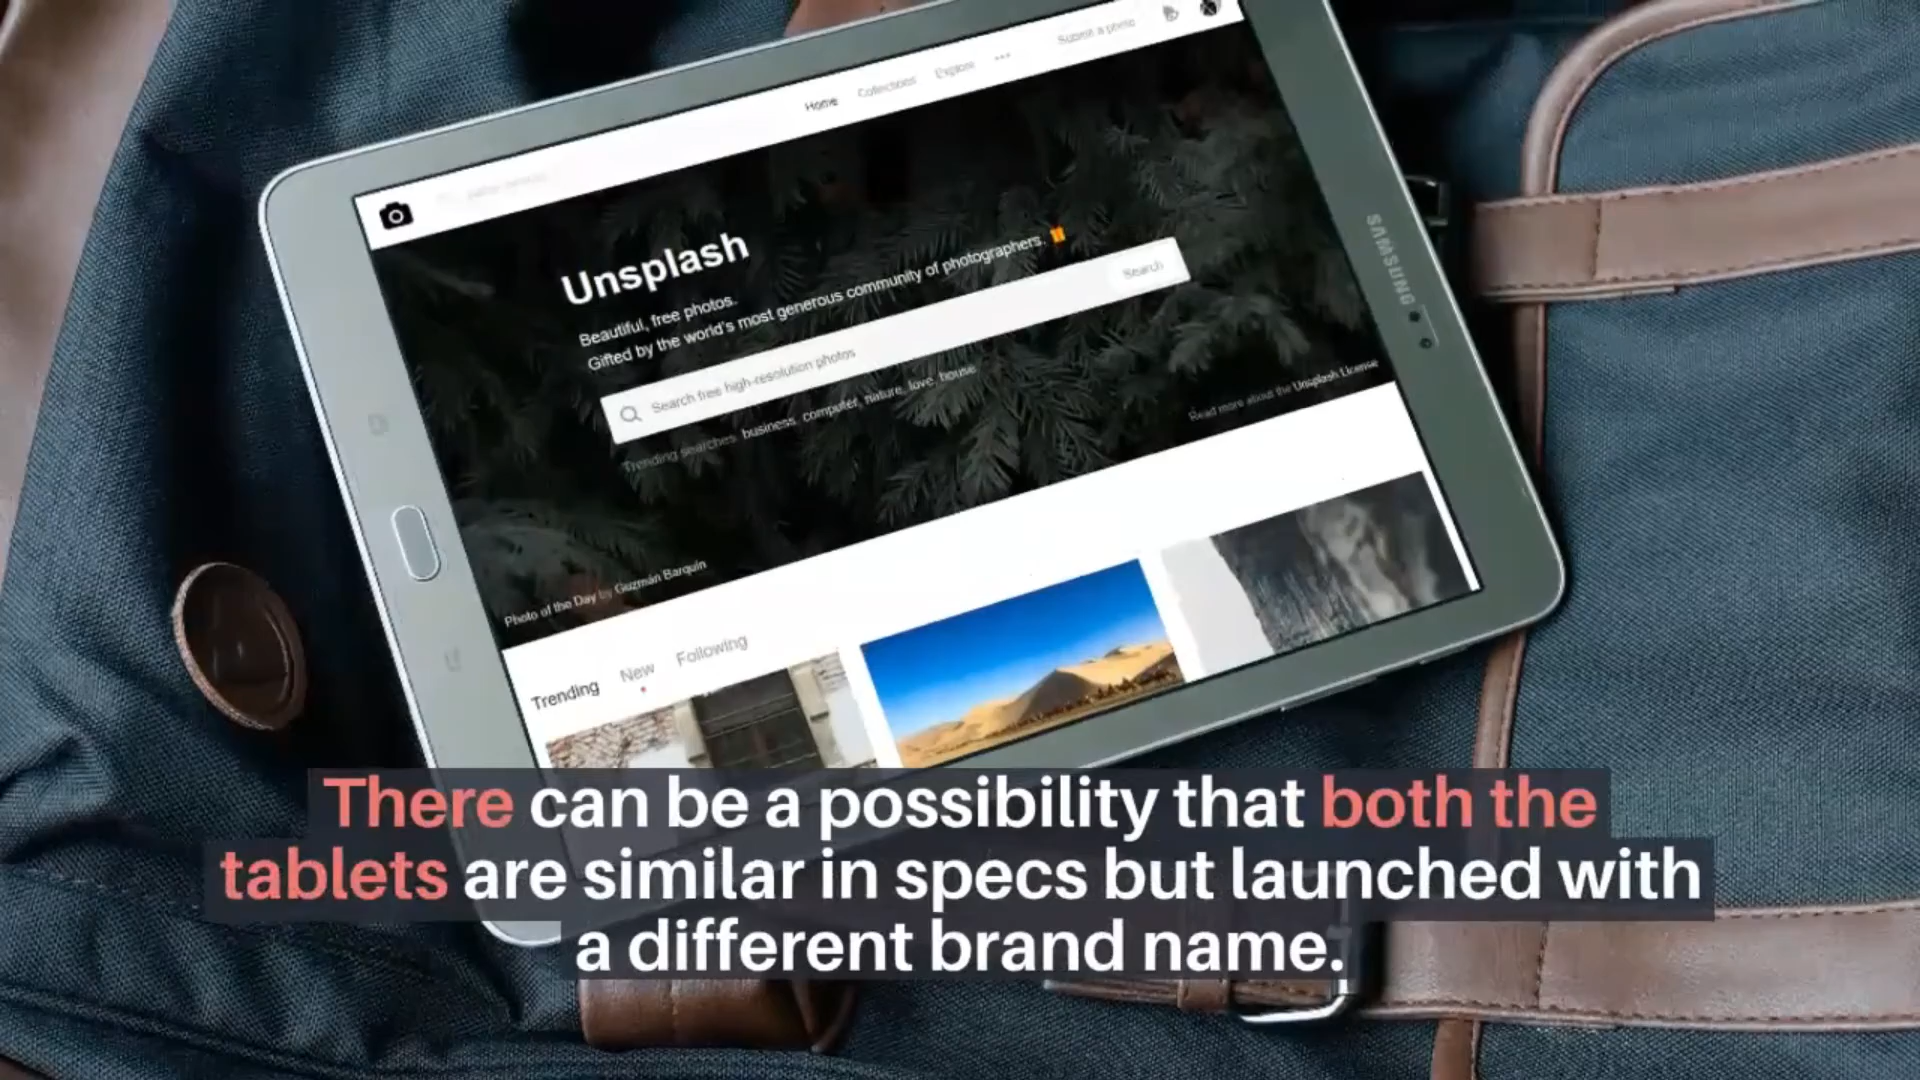 Submit a photo
Home Collections Explore ...
Unsplash
Beautiful, free photos.
Gifted by the world's most generous community of photographers.
Search free high-resolution photos Search
Trending searches: business, computer, nature, love, house
Read more about the Unsplash License
Photo of the Day by Guzmán Barquín
Trending New Following
SAMSUNG
There can be a possibility that both the
tablets are similar in specs but launched with
a different brand name.